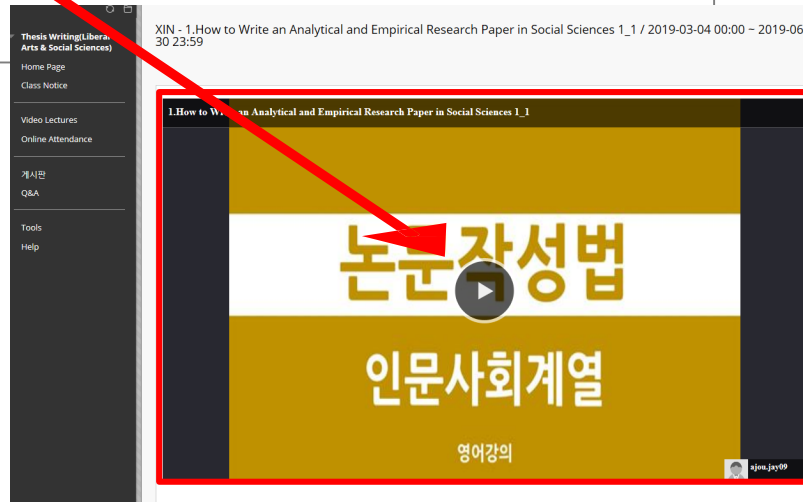 Thesis Writing(Liberal
Arts & Social Sciences)
Home Page
Class Notice
Video Lectures
Online Attendance
게시판
Q&A
Tools
Help
XIN - 1.How to Write an Analytical and Empirical Research Paper in Social Sciences 1_1 / 2019-03-04 00:00 ~ 2019-06
30 23:59
1.How to W an Analytical and Empirical Research Paper in Social Sciences 1_1
논문작성법
인문사회계열
영어강의
ajou.jay09